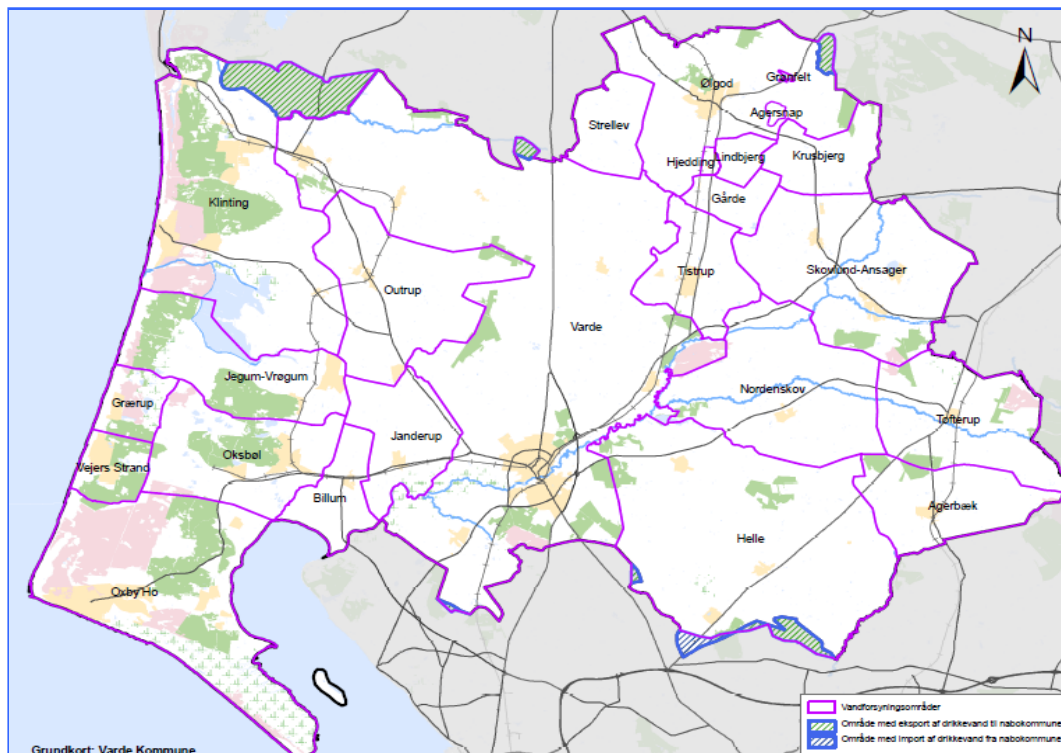 N
Ølgod
Grønfelt
Agersnap
Strellev
Hjedding
Lindbjerg
Krusbjerg
Gårde
Klinting
Tistrup
Skovlund-Ansager
Outrup
Varde
Jegum-Vrøgum
Nordenskov
Grærup
Tofterup
Janderup
Oksbøl
Vejers Strand
Billum
Agerbæk
Helle
Oxby Ho
Vandforsyningsområder
Område med eksport af drikkevand til nabokommune
Område med import af drikkevand fra nabokommune
Grundkort: Varde Kommune